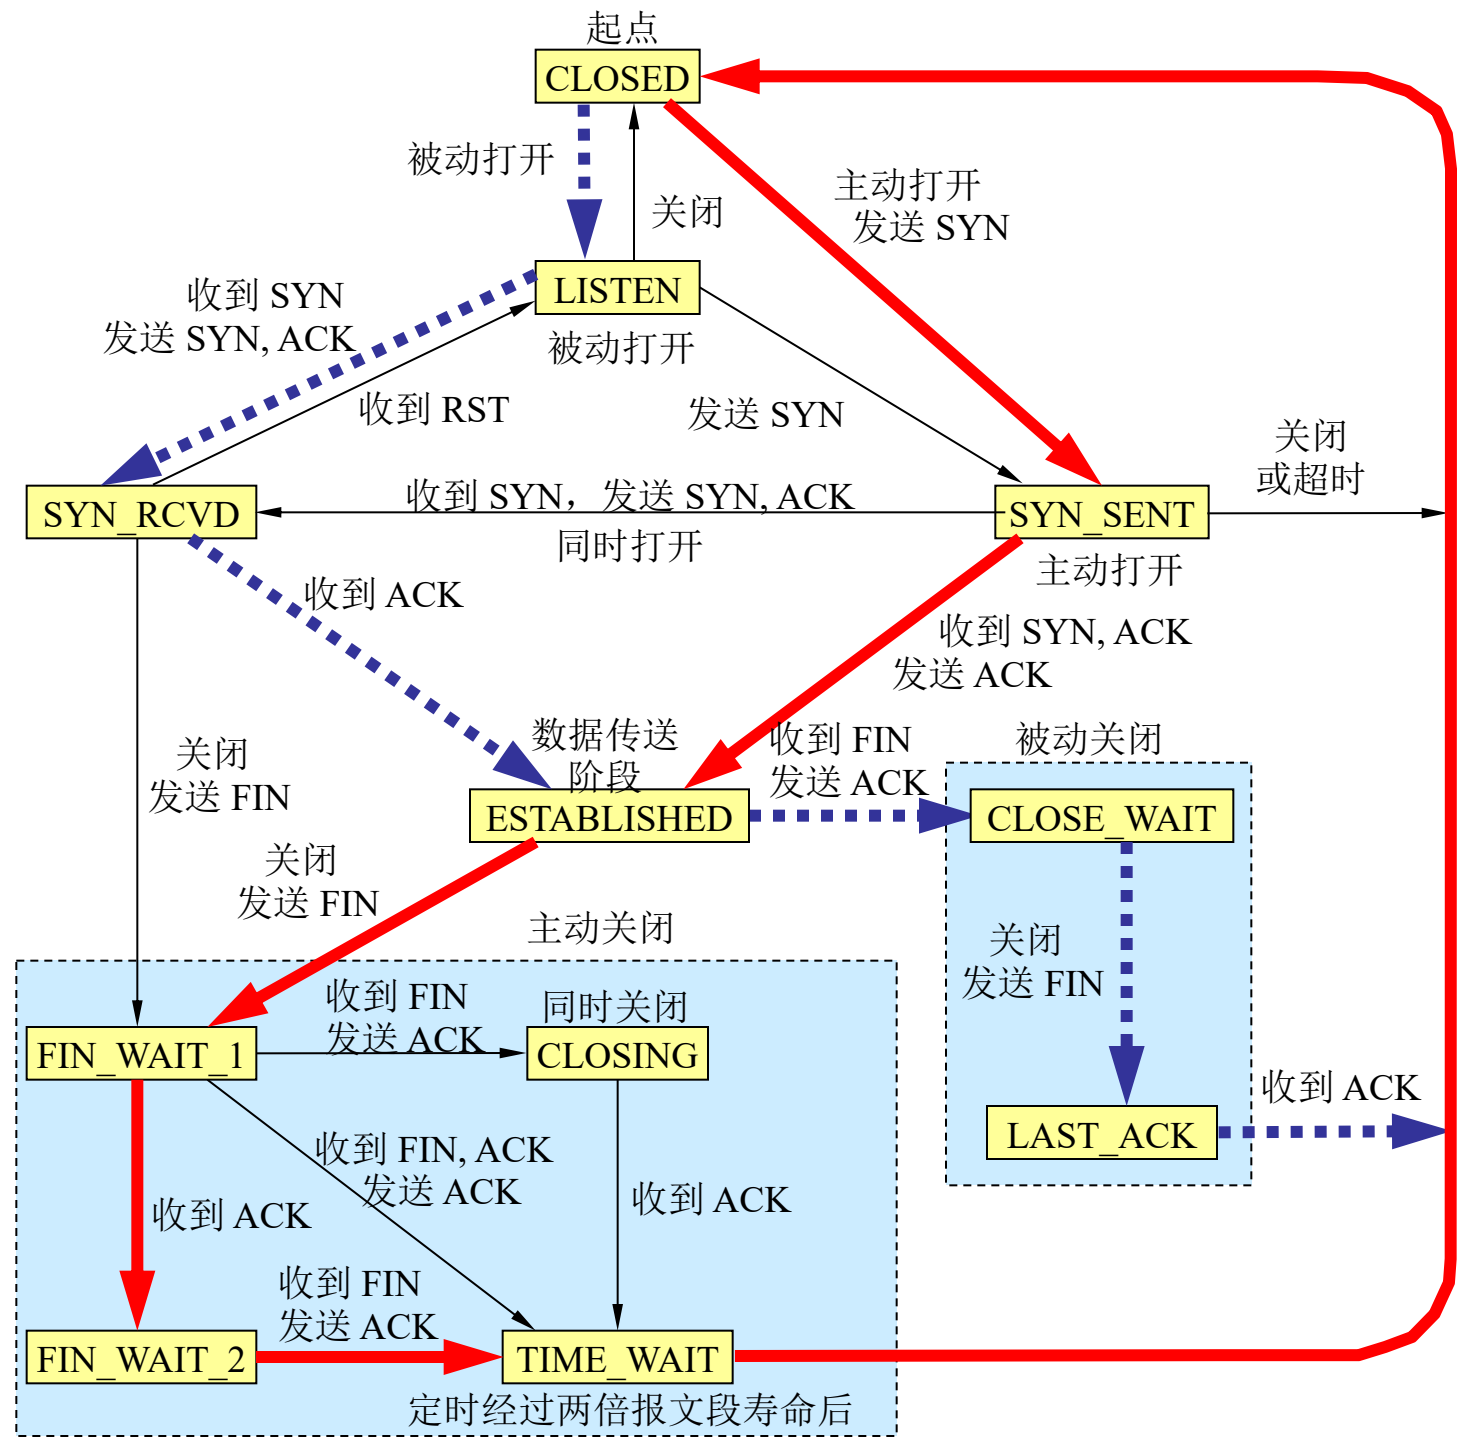 起点
CLOSED
被动打开
关闭
主动打开
发送 SYN
收到 SYN
发送 SYN, ACK
LISTEN
被动打开
收到 RST
发送 SYN
关闭
或超时
SYN_RCVD
收到 SYN，发送 SYN, ACK
同时打开
SYN_SENT
主动打开
收到 ACK
收到 SYN, ACK
发送 ACK
关闭
发送 FIN
数据传送
阶段
ESTABLISHED
收到 FIN
发送 ACK
被动关闭
CLOSE_WAIT
关闭
发送 FIN
主动关闭
关闭
发送 FIN
FIN_WAIT_1
收到 FIN
发送 ACK
同时关闭
CLOSING
LAST_ACK
收到 ACK
收到 ACK
收到 FIN, ACK
发送 ACK
收到 ACK
FIN_WAIT_2
收到 FIN
发送 ACK
TIME_WAIT
定时经过两倍报文段寿命后